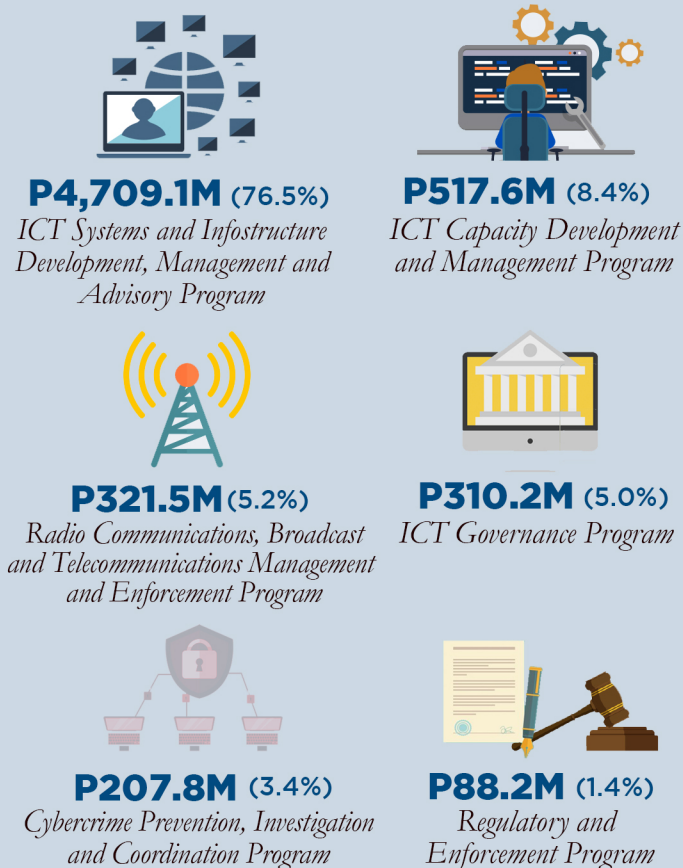 P4,709.1M (76.5%)
ICT Systems and Infostructure
Development, Management and
Advisory Program
P517.6M (8.4%)
ICT Capacity Development
and Management Program
P321.5M (5.2%)
Radio Communications, Broadcast
and Telecommunications Management
and Enforcement Program
P310.2M (5.0%)
ICT Governance Program
P207.8M (3.4%)
Cybercrime Prevention, Investigation
and Coordination Program
P88.2M (1.4%)
Regulatory and
Enforcement Program